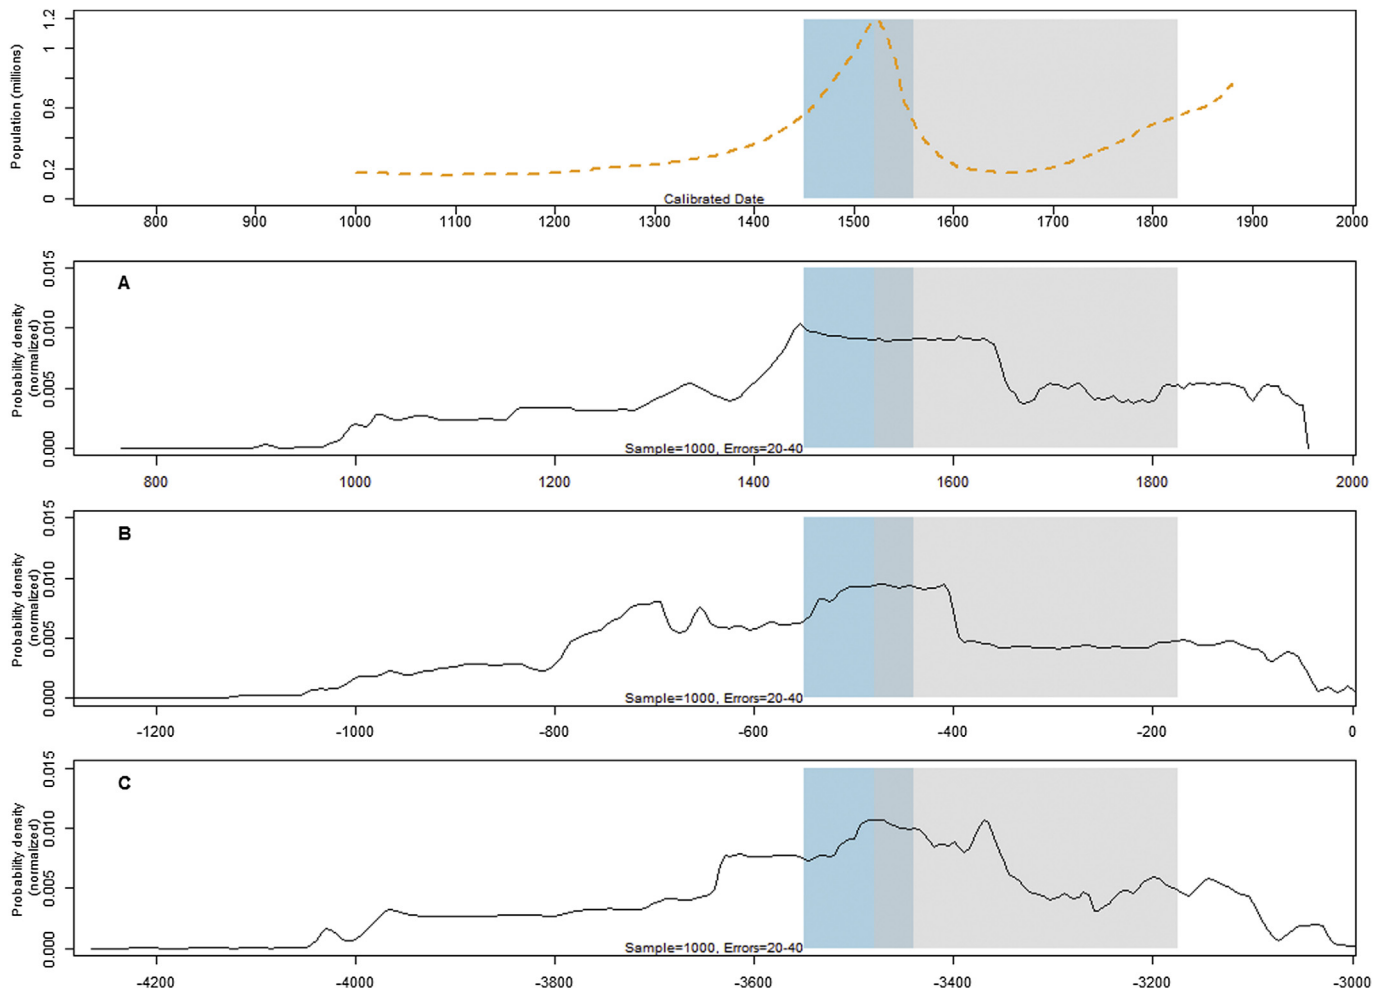 Population (millions)
0 0.2 0.6 1 1.2
Calibrated Date
800 900 1000 1100 1200 1300 1400 1500 1600 1700 1800 1900 2000
A
Probability density
(normalized)
0.000 0.005 0.010 0.015
Sample=1000, Errors=20-40
800 1000 1200 1400 1600 1800 2000
B
Probability density
(normalized)
0.000 0.005 0.010 0.015
Sample=1000, Errors=20-40
-1200 -1000 -800 -600 -400 -200 0
C
Probability density
(normalized)
0.000 0.005 0.010 0.015
Sample=1000, Errors=20-40
-4200 -4000 -3800 -3600 -3400 -3200 -3000